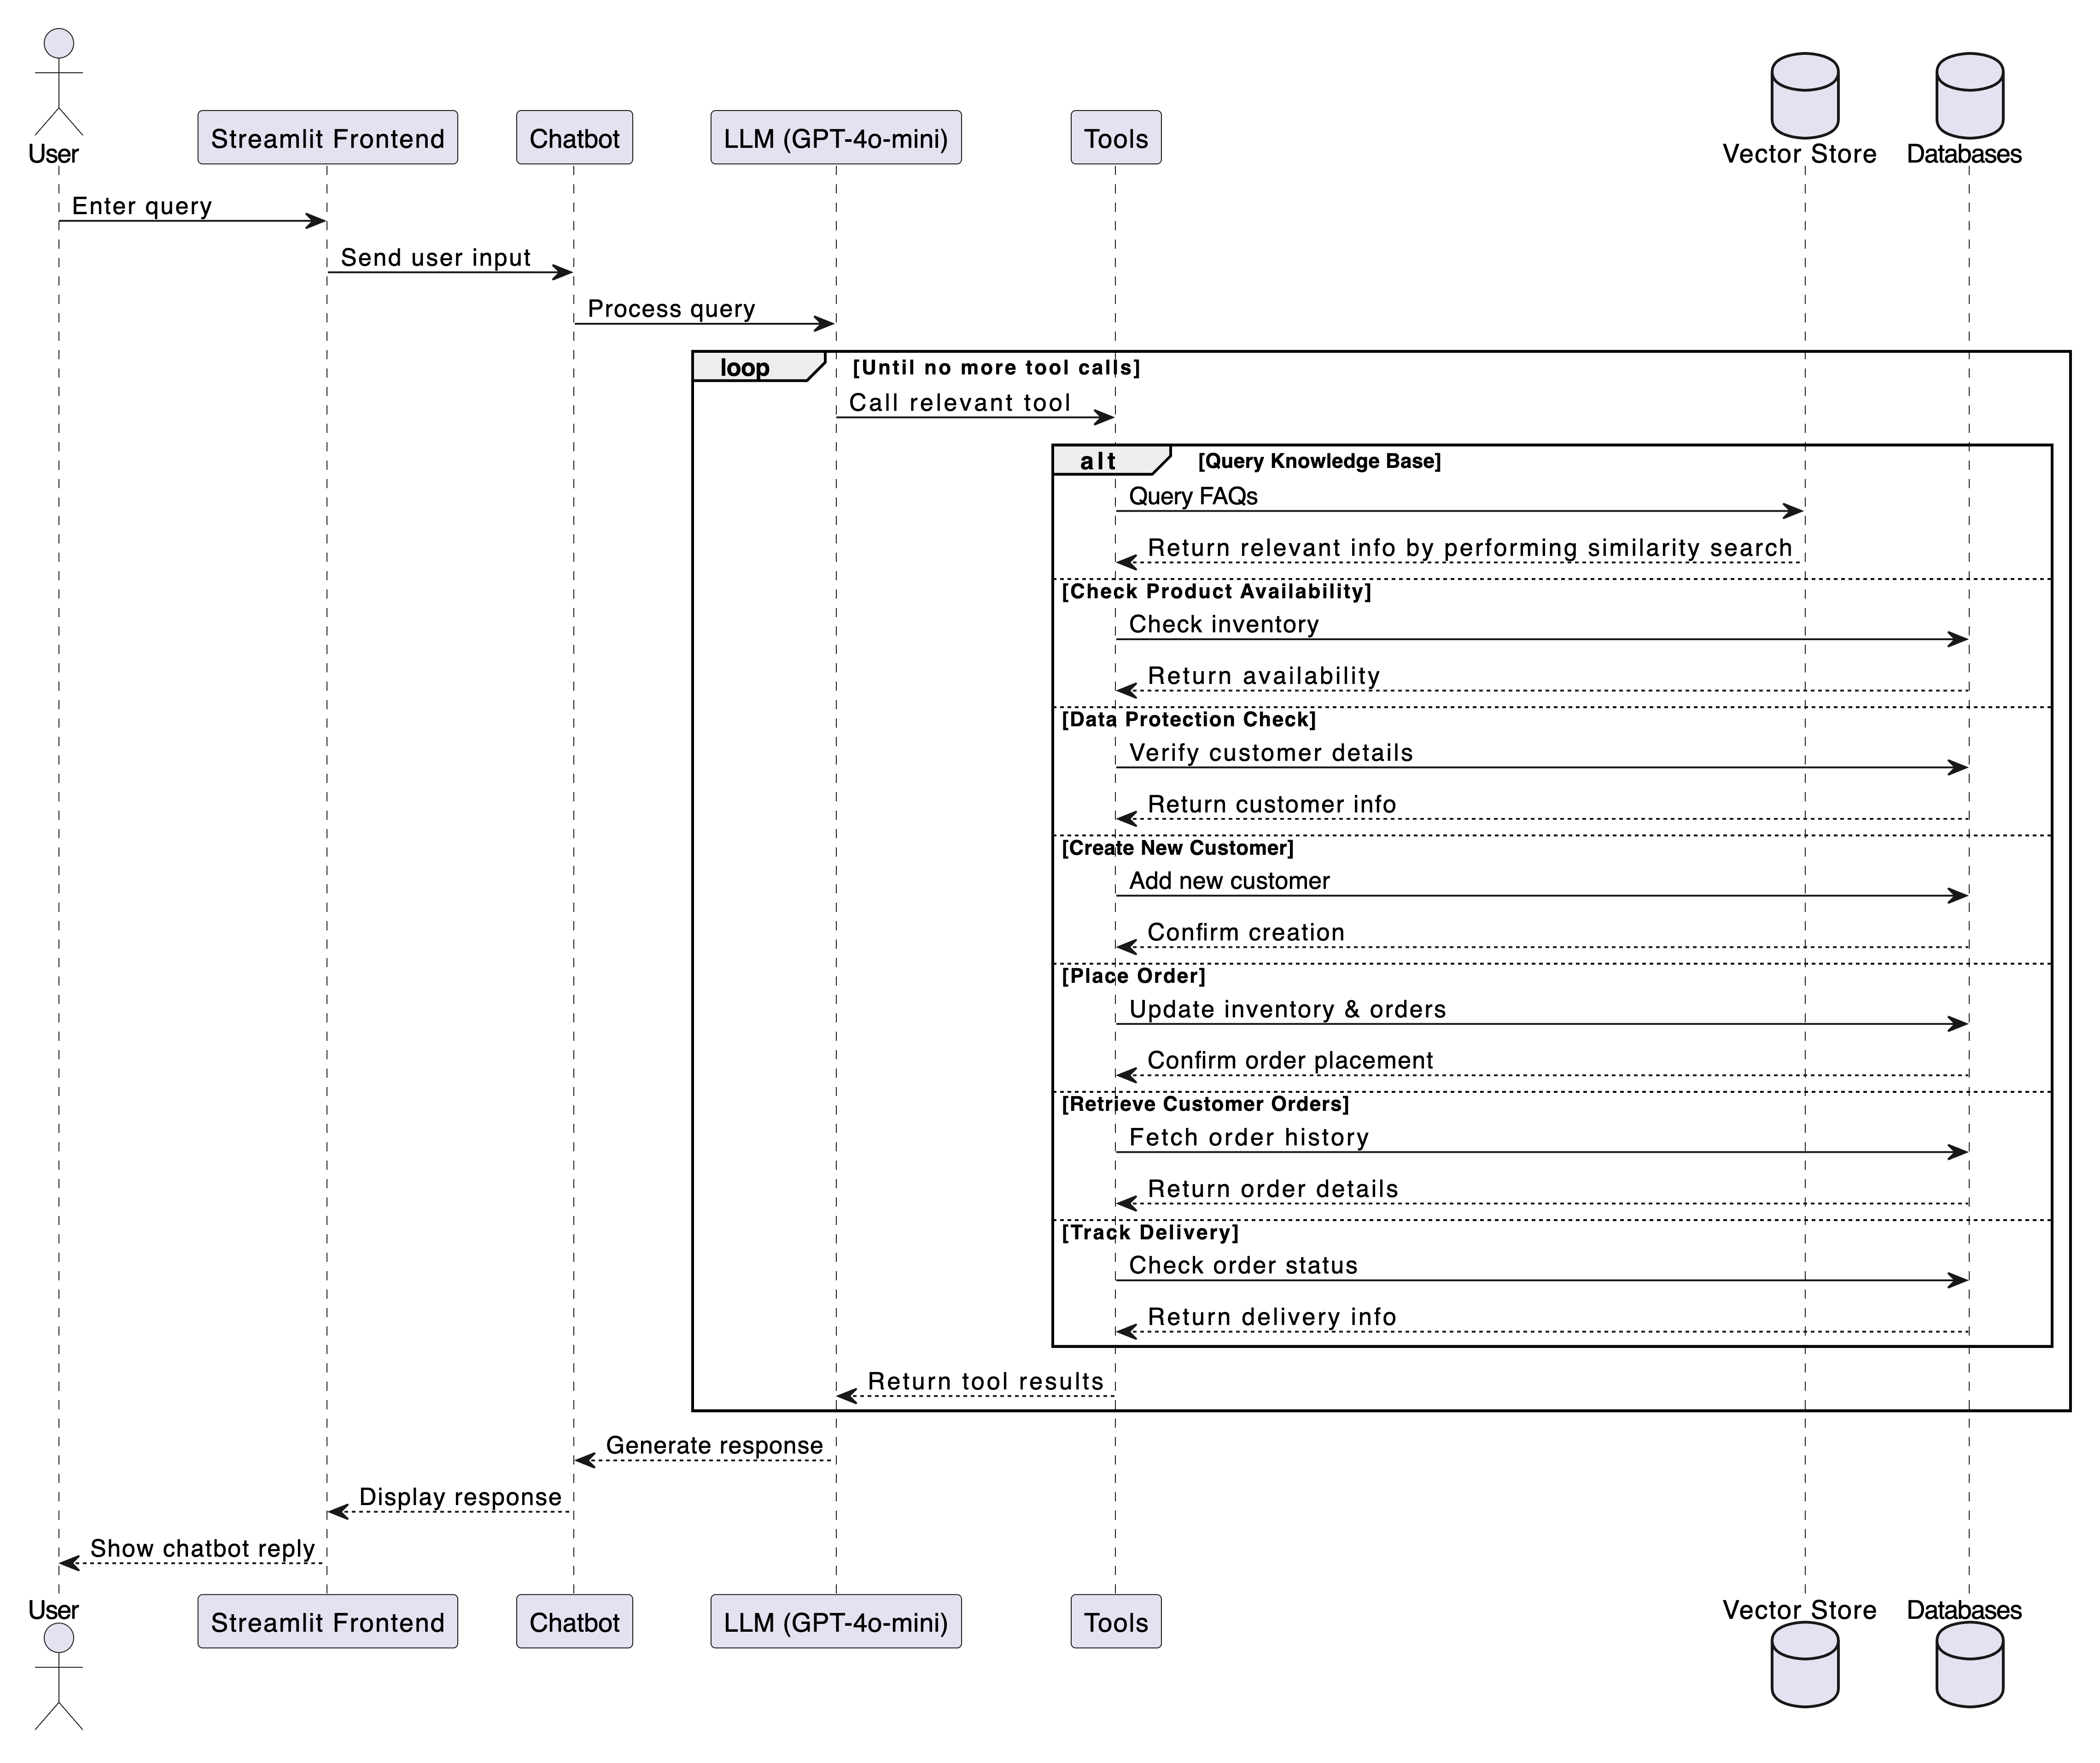 User
Streamlit Frontend
Chatbot
LLM (GPT-4o-mini)
Tools
Vector Store
Databases
Enter query
Send user input
Process query
loop [Until no more tool calls]
Call relevant tool
alt [Query Knowledge Base]
Query FAQs
Return relevant info by performing similarity search
[Check Product Availability]
Check inventory
Return availability
[Data Protection Check]
Verify customer details
Return customer info
[Create New Customer]
Add new customer
Confirm creation
[Place Order]
Update inventory & orders
Confirm order placement
[Retrieve Customer Orders]
Fetch order history
Return order details
[Track Delivery]
Check order status
Return delivery info
Return tool results
Generate response
Display response
Show chatbot reply
User
Streamlit Frontend
Chatbot
LLM (GPT-4o-mini)
Tools
Vector Store
Databases